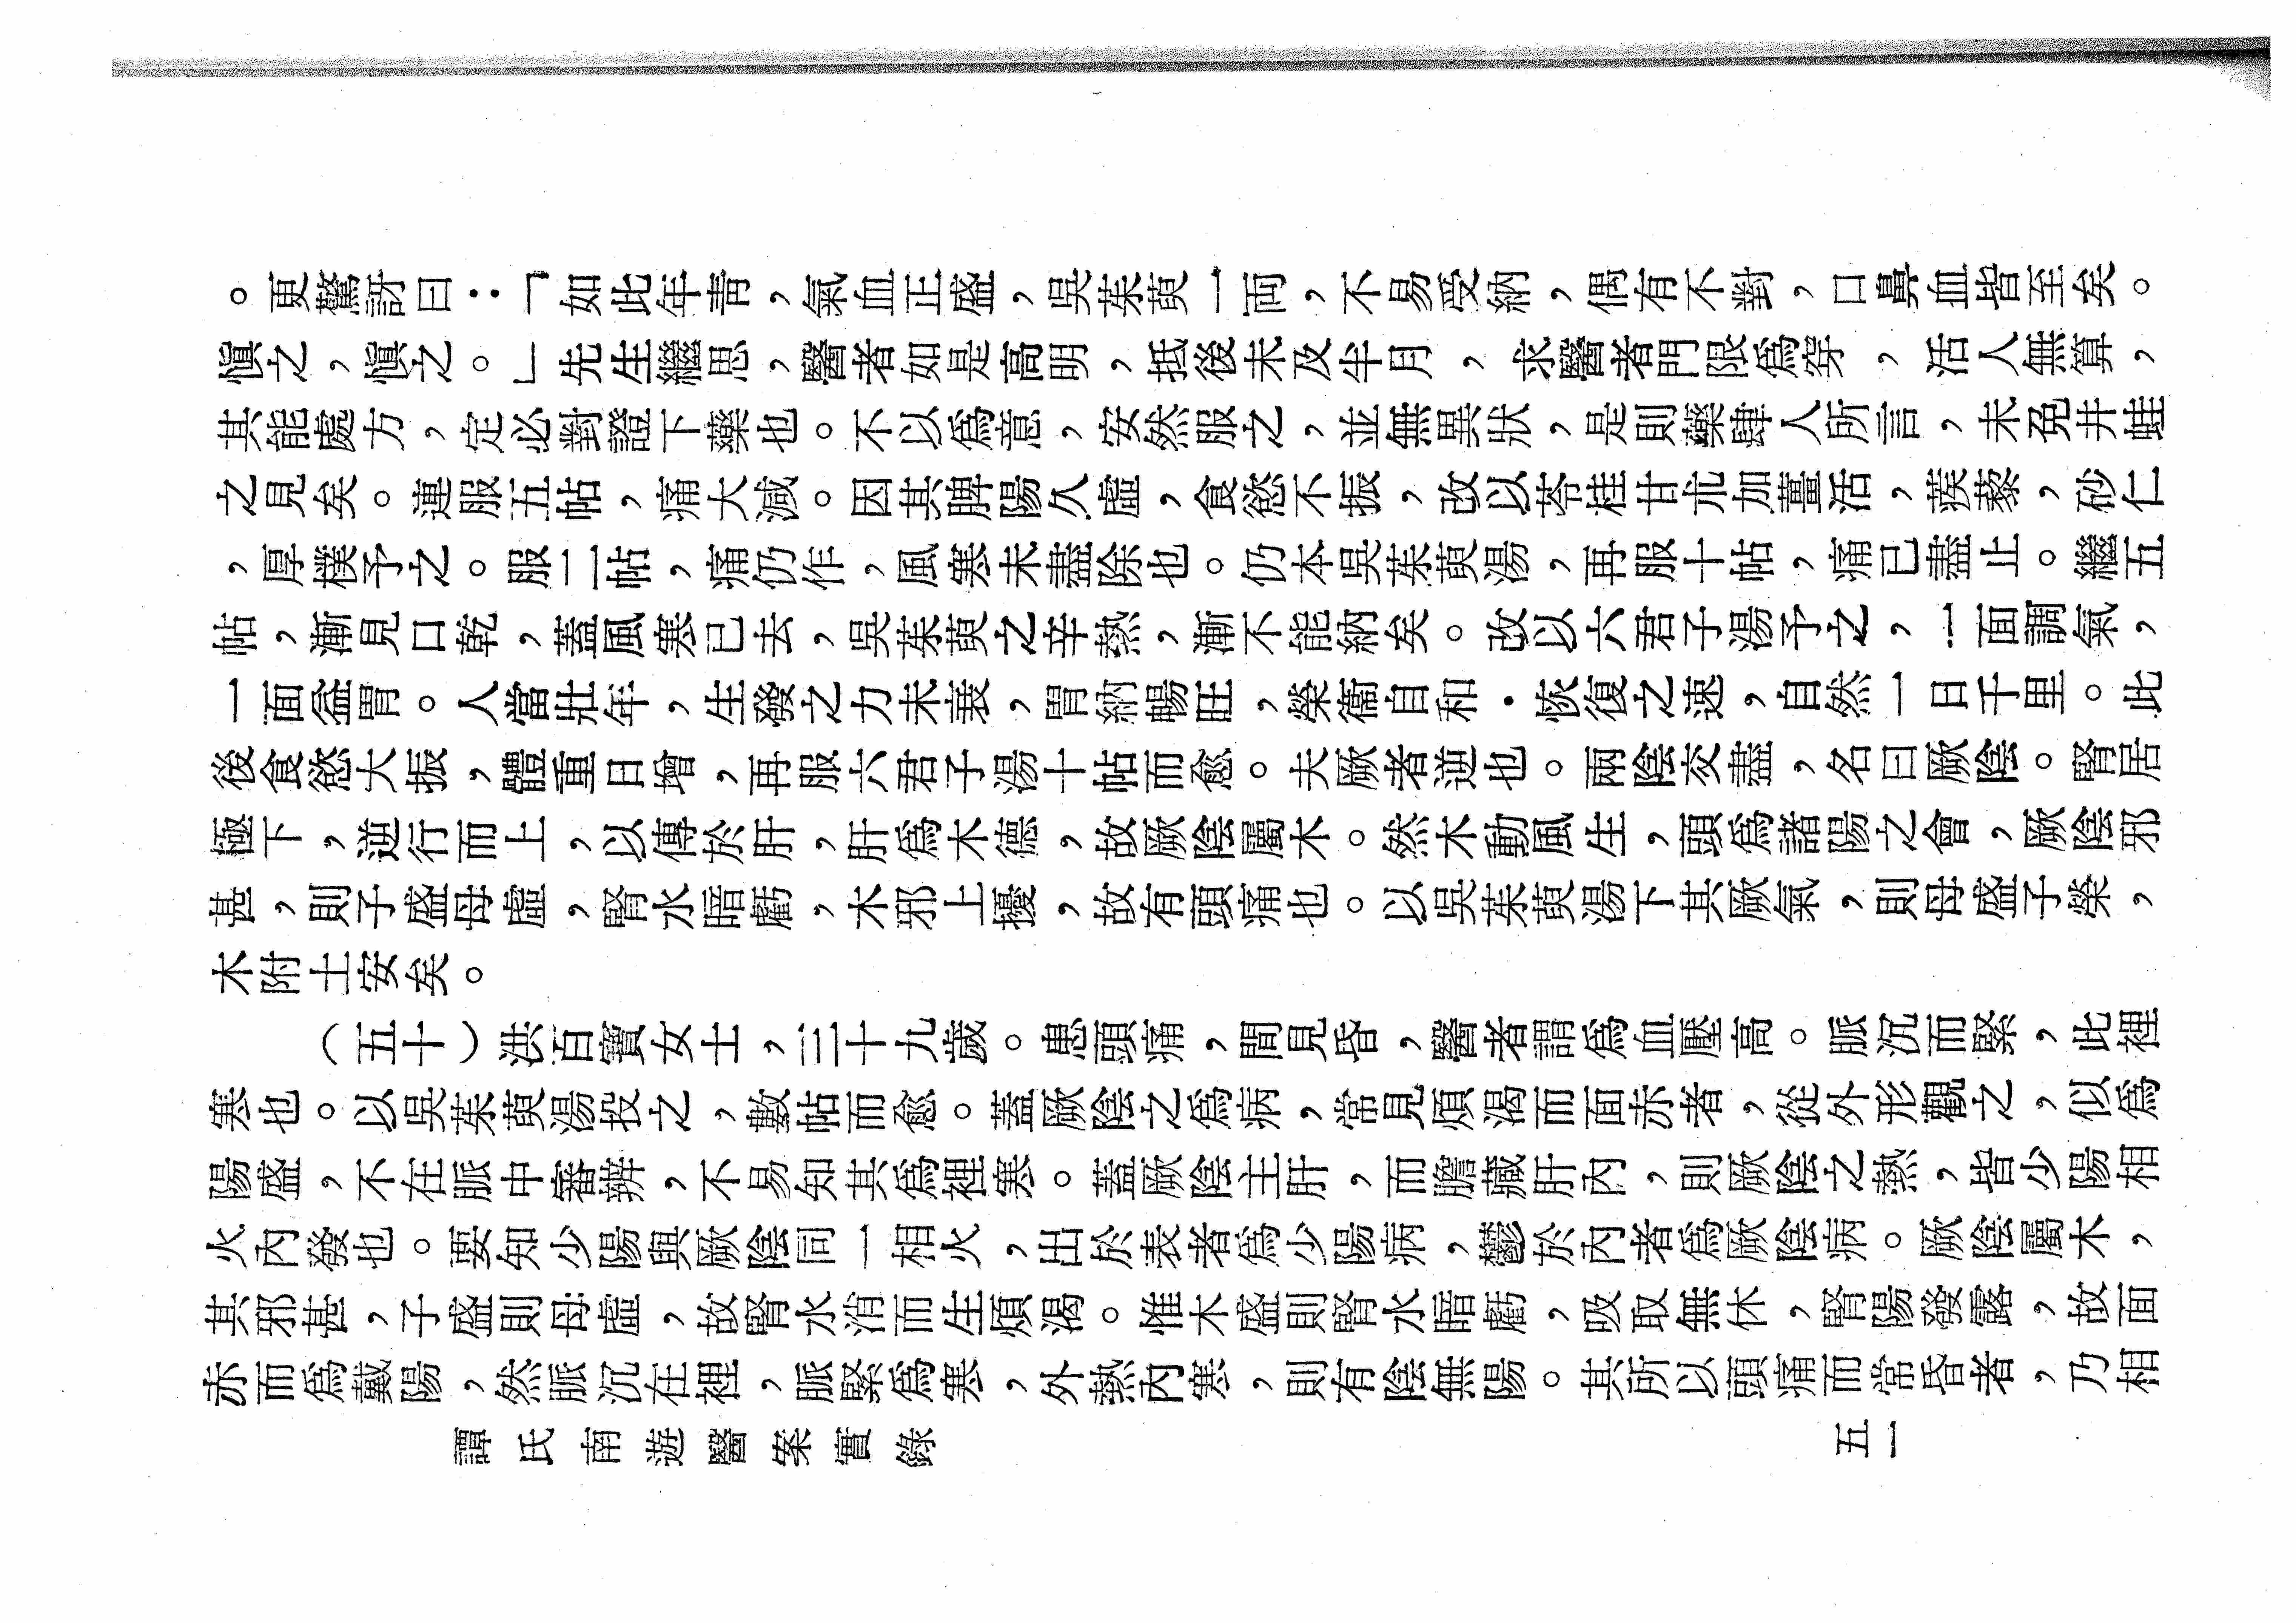 。更驚訝曰：「如此年青，氣血正盛，吳茱萸一両，不易受納，偶有不對，口鼻血皆至矣。
愼之，愼之。」先生繼思，醫者如是高明，抵後未及半月，求醫者門限爲穿，活人無算，
其能處方，定必對證下藥也。不以爲意，安然服之，並無異狀，是則藥肆人所言，未免井蛙
之見矣。連服五帖，痛大減。因其脾陽久虛，食慾不振，改以苓桂甘朮加薑活，蒺藜，砂仁
，厚樸予之。服二帖，痛仍作，風寒未盡除也。仍本吳茱萸湯，再服十帖，痛已盡止。繼五
帖，漸見口乾，蓋風寒已去，吳茱萸之辛熱，漸不能納矣。改以六君子湯予之，一面調氣，
一面益胃。人當壯年，生發之力未衰，胃納暢旺，榮衞自和．恢復之速，自然一日千里。此
後食慾大振，體重日增，再服六君子湯十帖而愈。夫厥者逆也。兩陰交盡，名曰厥陰。腎居
極下，逆行而上，以傳於肝，肝爲木德，故厥陰屬木。然木動風生，頭爲諸陽之會，厥陰邪
甚，則子盛母虛，腎水暗虧，木邪上擾，故有頭痛也。以吳茱萸湯下其厥氣，則母盛子榮，
木附土安矣。
（五十）洪百寶女士，三十九歲。患頭痛，間見昏，醫者謂爲血壓高。脈沉而緊，此裡
寒也。以吳茱萸湯投之，數帖而愈。蓋厥陰之爲病，常見煩渴而面赤者，從外形觀之，似爲
陽盛，不在脈中審辨，不易知其爲裡寒。蓋厥陰主肝，而膽藏肝內，則厥陰之熱，皆少陽相
火內發也。要知少陽與厥陰同一相火，出於表者爲少陽病，鬱於內者爲厥陰病。厥陰屬木，
其邪甚，子盛則母虛，故腎水消而生煩渴。惟木盛則腎水暗虧，吸取無休，腎陽發露，故面
赤而爲戴陽，然脈沉在裡，脈緊爲寒，外熱內寒，則有陰無陽。其所以頭痛而常昏者，乃相
譚氏南遊醫案實錄
五一